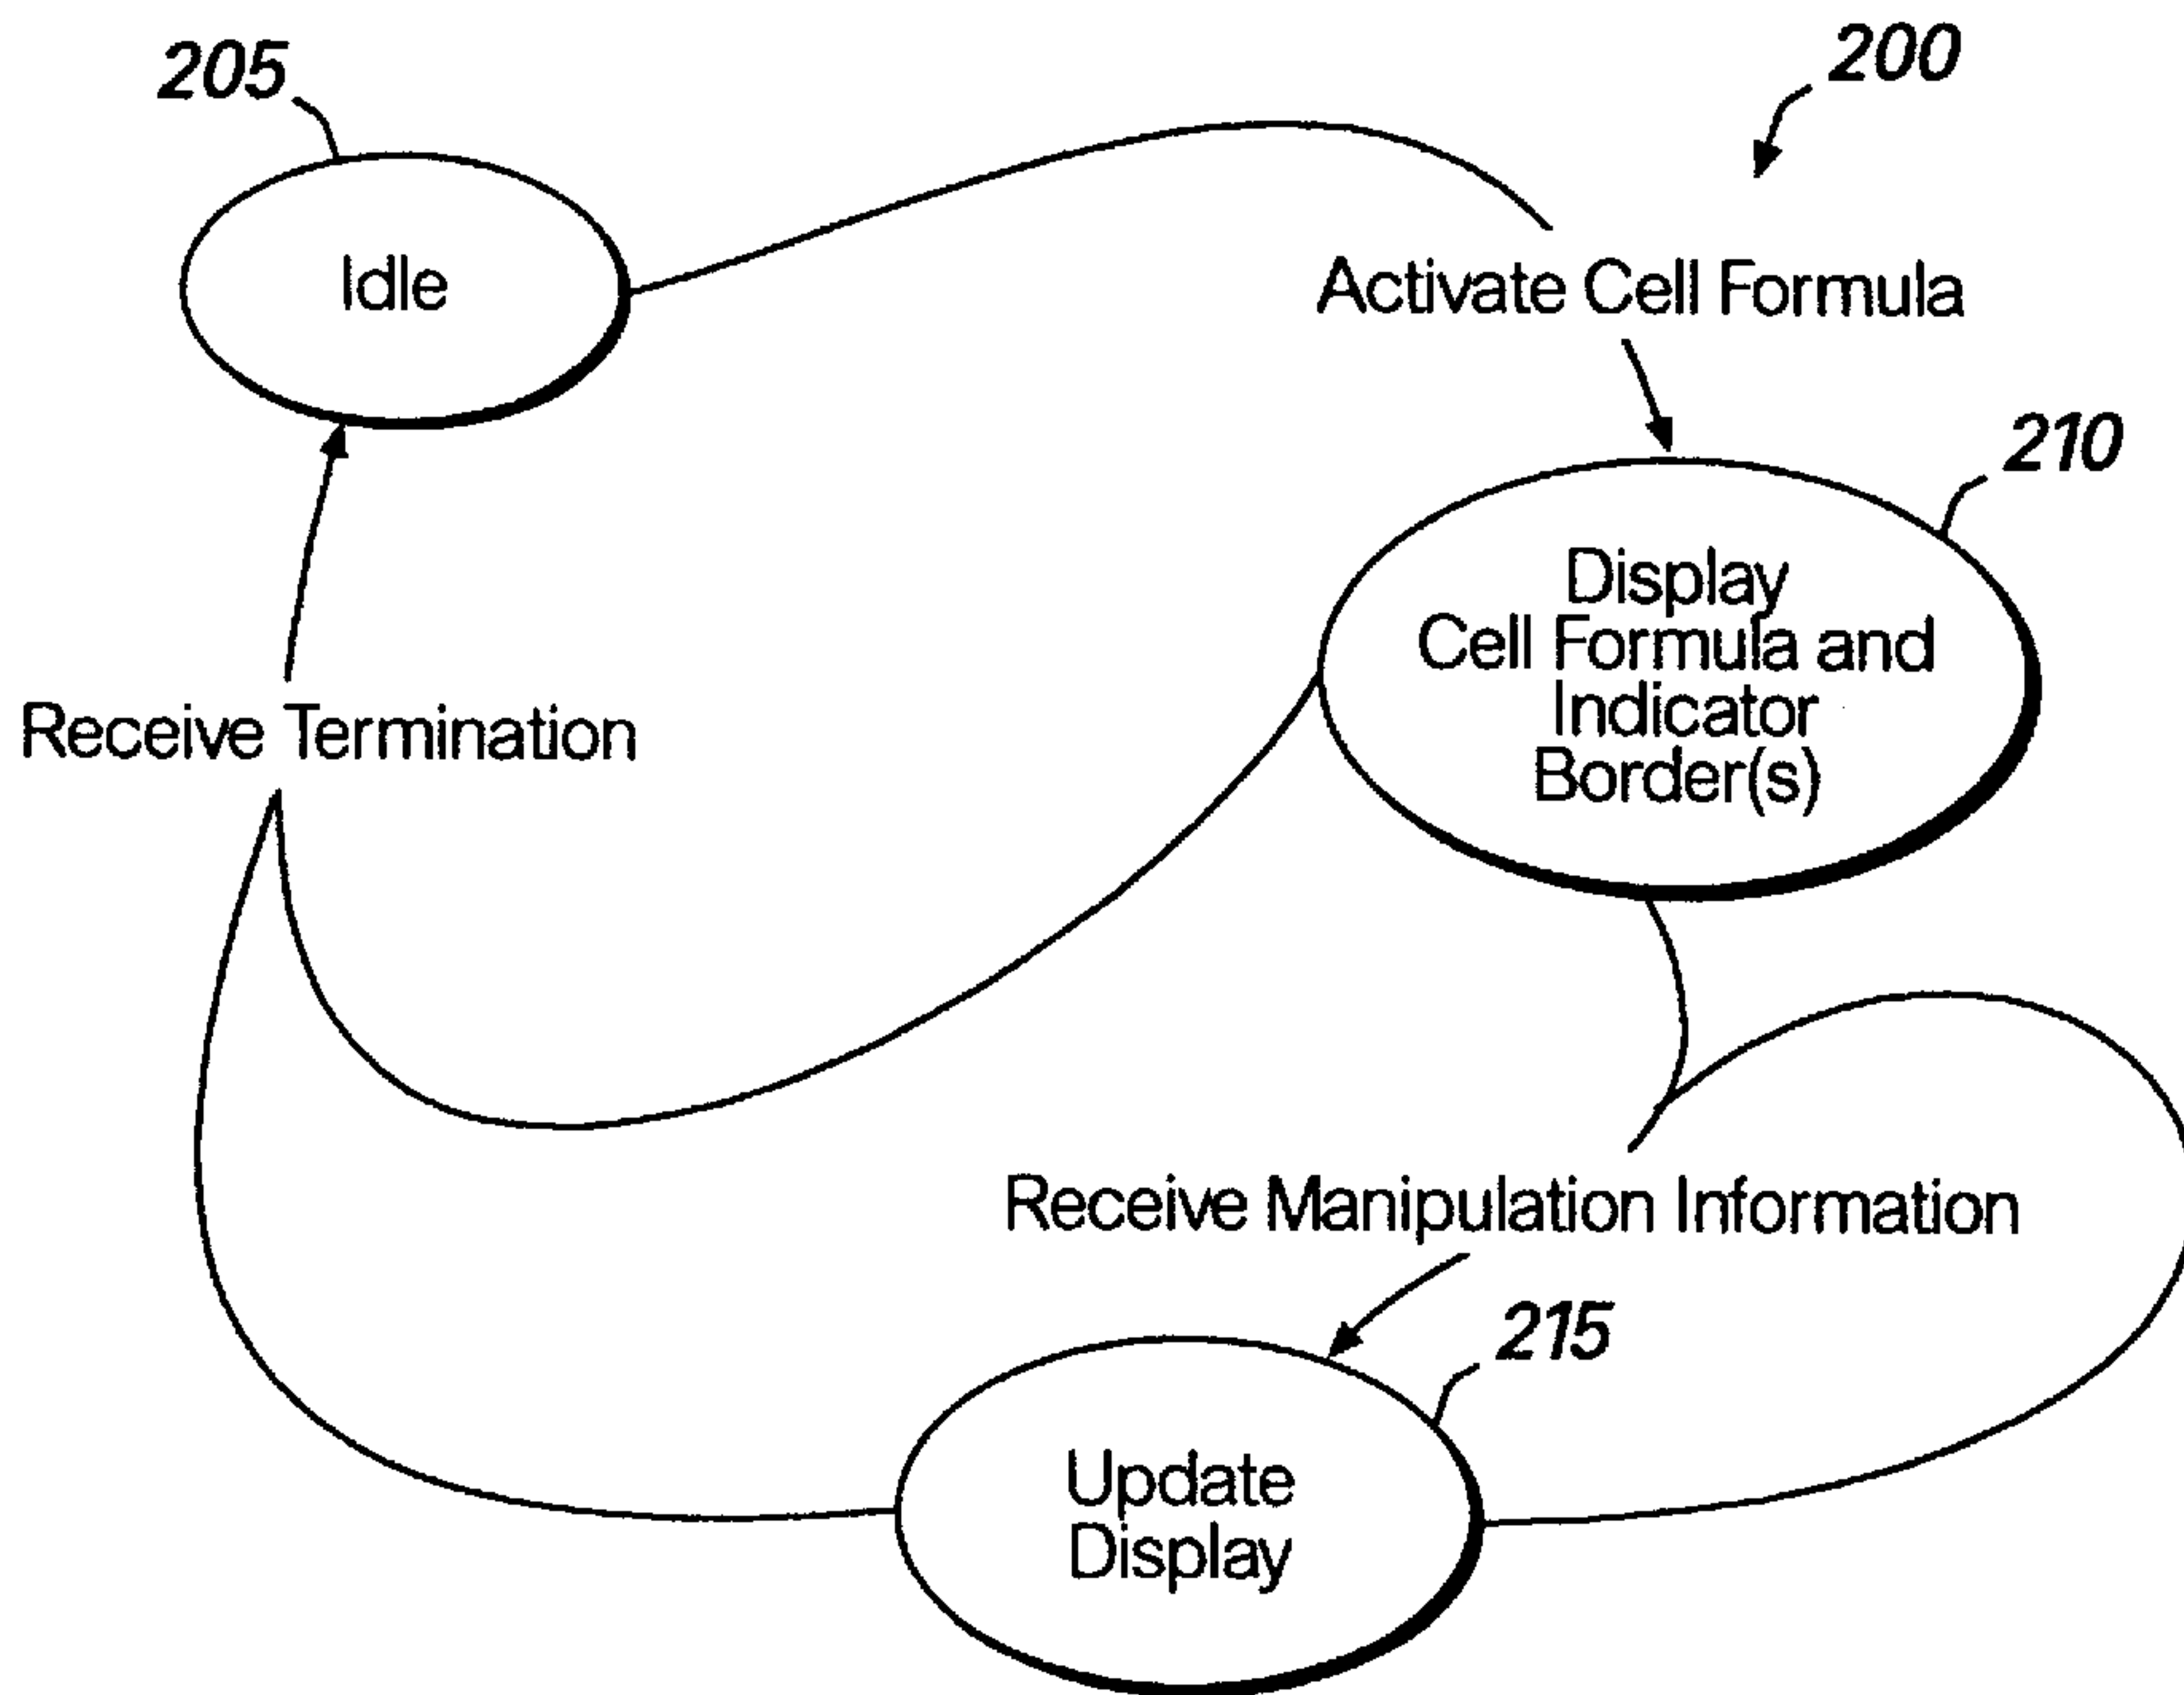 205
200
Idle
Activate Cell Formula
210
Display
Cell Formula and
Indicator
Border(s)
Receive Termination
Receive Manipulation Information
215
Update
Display